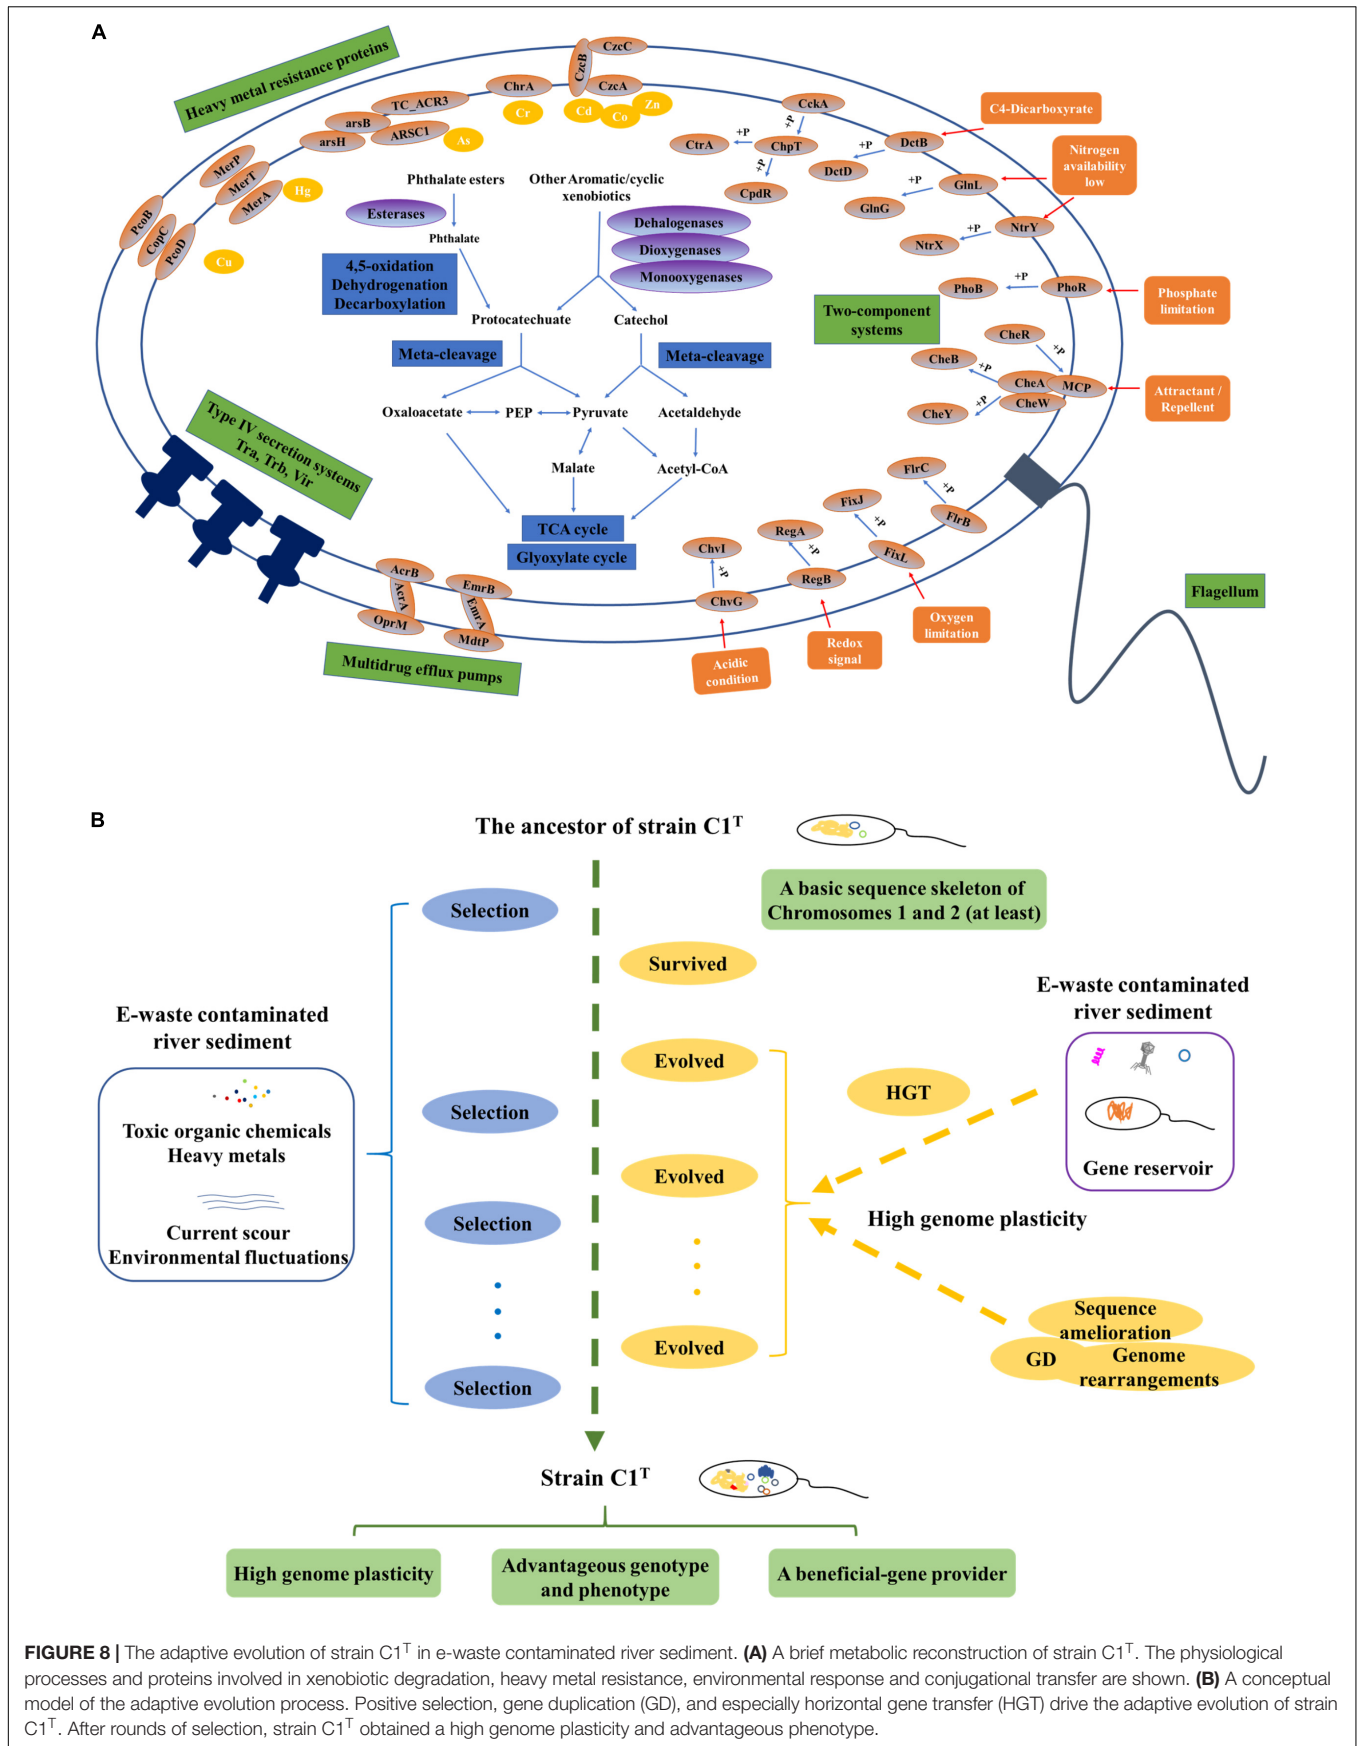 A
Heavy metal resistance proteins
CzcC
CzcB
CzcA
ChrA
Cr
Cd
Co
Zn
TC_ACR3
arsB
ARSC1
arsH
As
MerP
MerT
MerA
Hg
PcoB
CopC
PcoD
Cu
CckA
+P
ChpT
+P
CtrA
+P
CpdR
DctB
+P
DctD
C4-Dicarboxyrate
Nitrogen
availability
low
GlnL
+P
GlnG
NtrY
+P
NtrX
PhoR
+P
PhoB
Phosphate
limitation
Two-component
systems
CheR
+P
CheB
+P
CheA
MCP
CheW
CheY
+P
Attractant /
Repellent
Phthalate esters
Esterases
Phthalate
4,5-oxidation
Dehydrogenation
Decarboxylation
Other Aromatic/cyclic
xenobiotics
Dehalogenases
Dioxygenases
Monooxygenases
Protocatechuate
Catechol
Meta-cleavage
Meta-cleavage
Oxaloacetate
PEP
Pyruvate
Acetaldehyde
Malate
Acetyl-CoA
TCA cycle
Glyoxylate cycle
Type IV secretion systems
Tra, Trb, Vir
FlrC
+P
FlrB
FixJ
+P
FixL
RegA
+P
RegB
ChvI
+P
ChvG
Oxygen
limitation
Redox
signal
Acidic
condition
AcrB
AcrA
OprM
EmrB
EmrA
MdtP
Multidrug efflux pumps
Flagellum
B
The ancestor of strain C1ᵀ
A basic sequence skeleton of
Chromosomes 1 and 2 (at least)
Selection
Survived
E-waste contaminated
river sediment
Toxic organic chemicals
Heavy metals
Current scour
Environmental fluctuations
Evolved
Selection
Evolved
Selection
Evolved
Selection
HGT
E-waste contaminated
river sediment
Gene reservoir
High genome plasticity
Sequence
amelioration
GD
Genome
rearrangements
Strain C1ᵀ
High genome plasticity
Advantageous genotype
and phenotype
A beneficial-gene provider
FIGURE 8 | The adaptive evolution of strain C1ᵀ in e-waste contaminated river sediment. (A) A brief metabolic reconstruction of strain C1ᵀ. The physiological
processes and proteins involved in xenobiotic degradation, heavy metal resistance, environmental response and conjugational transfer are shown. (B) A conceptual
model of the adaptive evolution process. Positive selection, gene duplication (GD), and especially horizontal gene transfer (HGT) drive the adaptive evolution of strain
C1ᵀ. After rounds of selection, strain C1ᵀ obtained a high genome plasticity and advantageous phenotype.